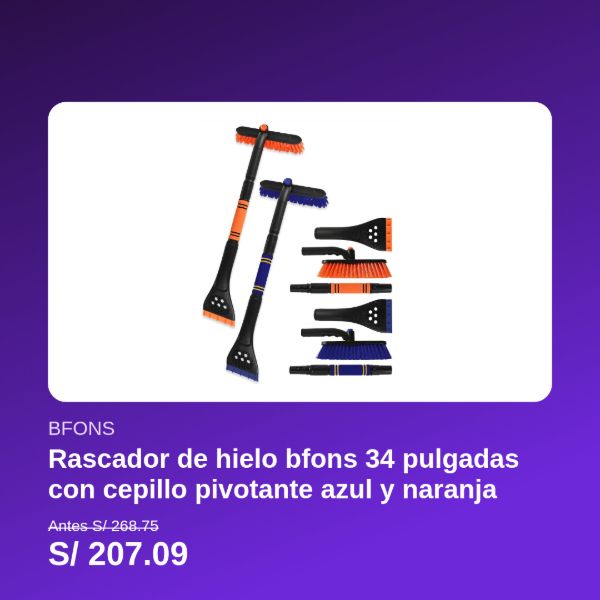 BFONS
Rascador de hielo bfons 34 pulgadas
con cepillo pivotante azul y naranja
Antes S/ 268.75
S/ 207.09